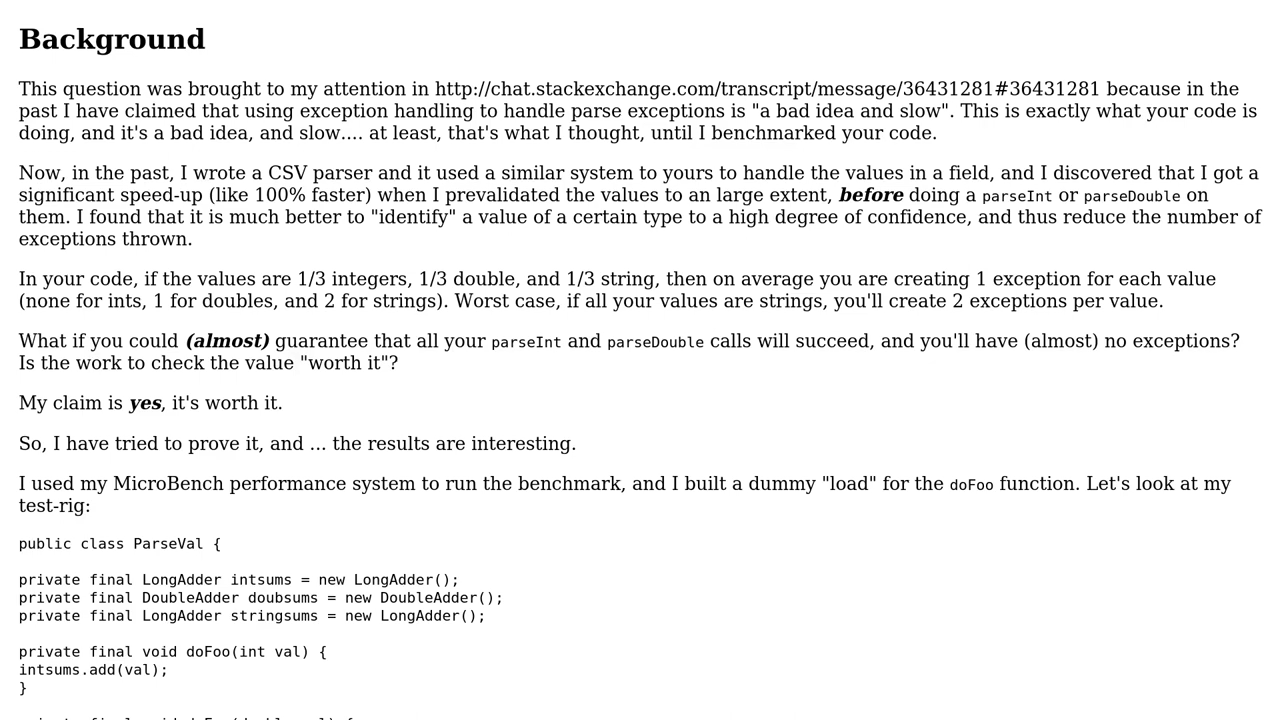 Background
This question was brought to my attention in http://chat.stackexchange.com/transcript/message/36431281#36431281 because in the
past I have claimed that using exception handling to handle parse exceptions is "a bad idea and slow". This is exactly what your code is
doing, and it's a bad idea, and slow.... at least, that's what I thought, until I benchmarked your code.
Now, in the past, I wrote a CSV parser and it used a similar system to yours to handle the values in a field, and I discovered that I got a
significant speed-up (like 100% faster) when I prevalidated the values to an large extent, before doing a parseInt or parseDouble on
them. I found that it is much better to "identify" a value of a certain type to a high degree of confidence, and thus reduce the number of
exceptions thrown.
In your code, if the values are 1/3 integers, 1/3 double, and 1/3 string, then on average you are creating 1 exception for each value
(none for ints, 1 for doubles, and 2 for strings). Worst case, if all your values are strings, you'll create 2 exceptions per value.
What if you could (almost) guarantee that all your parseInt and parseDouble calls will succeed, and you'll have (almost) no exceptions?
Is the work to check the value "worth it"?
My claim is yes, it's worth it.
So, I have tried to prove it, and ... the results are interesting.
I used my MicroBench performance system to run the benchmark, and I built a dummy "load" for the doFoo function. Let's look at my
test-rig:
public class ParseVal {
private final LongAdder intsums = new LongAdder();
private final DoubleAdder doubsums = new DoubleAdder();
private final LongAdder stringsums = new LongAdder();
private final void doFoo(int val) {
intsums.add(val);
}